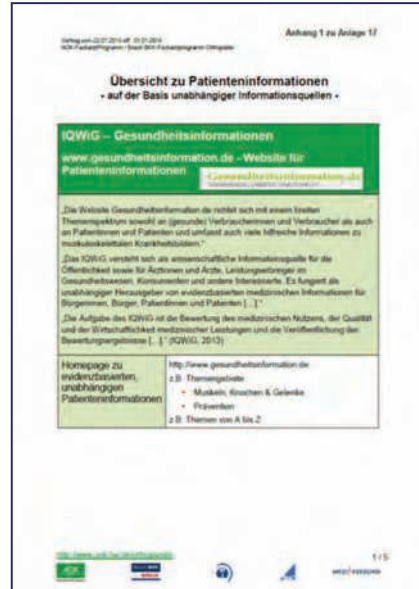 Anhang 1 zu Anlage 17
Vertrag vom
Übersicht zu Patienteninformationen
- auf der Basis unabhängiger Informationsquellen -
IQWiG – Gesundheitsinformationen
www.gesundheitsinformation.de - Website für
Patienteninformationen
Gesundheitsinformation.de
„Die Website Gesundheitsinformation.de richtet sich mit einem breiten
Themenspektrum sowohl an (gesunde) Verbraucherinnen und Verbraucher als auch
an Patientinnen und Patienten und umfasst auch viele hilfreiche Informationen zu
muskuloskelettalen Krankheitsbildern.“
„Das IQWiG versteht sich als wissenschaftliche Informationsquelle für die
Öffentlichkeit sowie für Ärztinnen und Ärzte, Leistungserbringer im
Gesundheitswesen, Konsumenten und andere Interessierte. Es fungiert als
unabhängiger Herausgeber von evidenzbasierten medizinischen Informationen für
Bürgerinnen, Bürger, Patientinnen und Patienten [...].“
„Die Aufgabe des IQWiG ist die Bewertung des medizinischen Nutzens, der Qualität
und der Wirtschaftlichkeit medizinischer Leistungen und die Veröffentlichung der
Bewertungsergebnisse [...].“ (IQWiG, 2013)
Homepage zu
evidenzbasierten,
unabhängigen
Patienteninformationen
http://www.gesundheitsinformation.de
z.B. Themengebiete
• Muskeln, Knochen & Gelenke
• Prävention
z.B. Themen von A bis Z
1 / 5
AOK